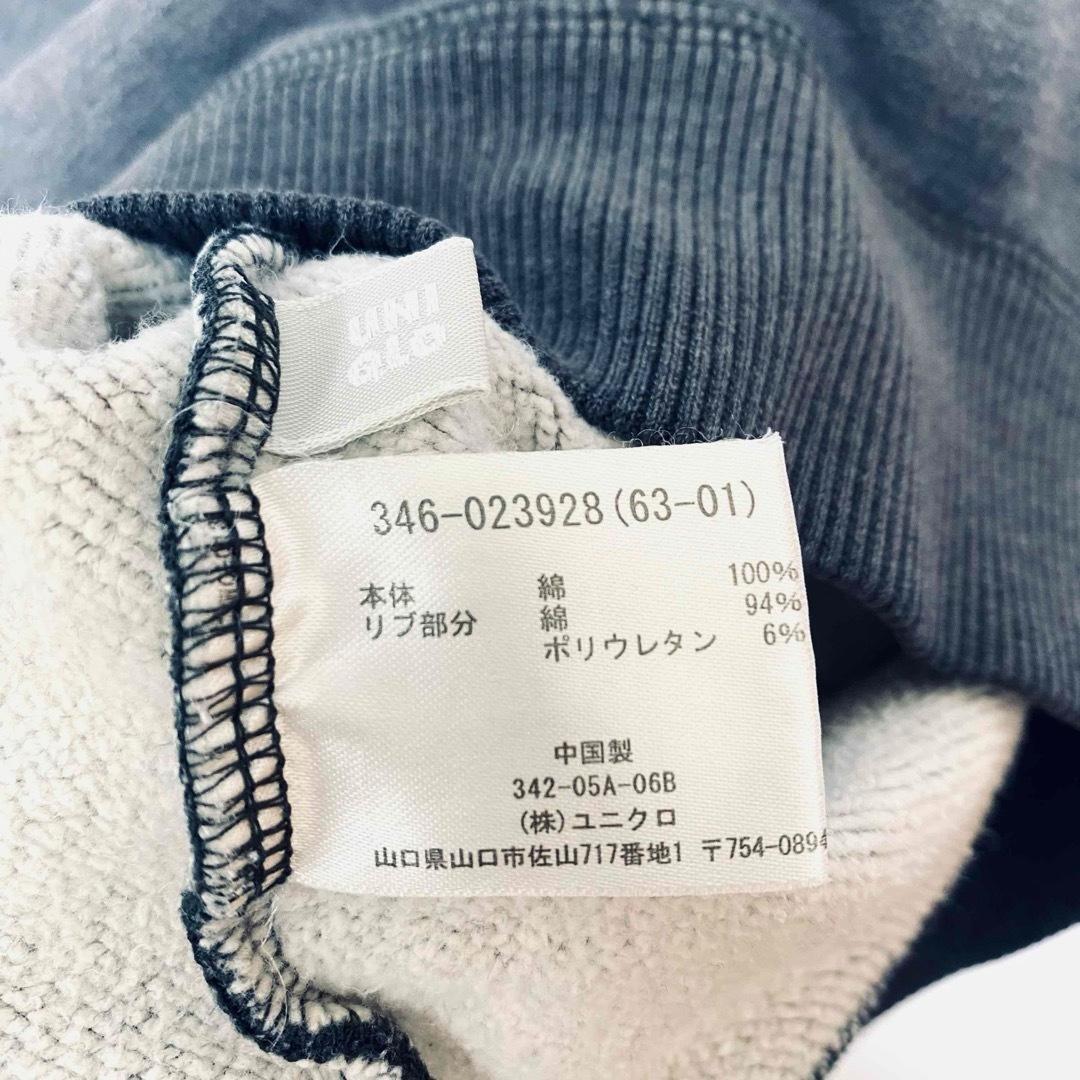 UNI
QLO
346-023928(63-01)
本体 綿 100%
リブ部分 綿 94%
ポリウレタン 6%
中国製
342-05A-06B
(株)ユニクロ
山口県山口市佐山717番地1 〒754-0894